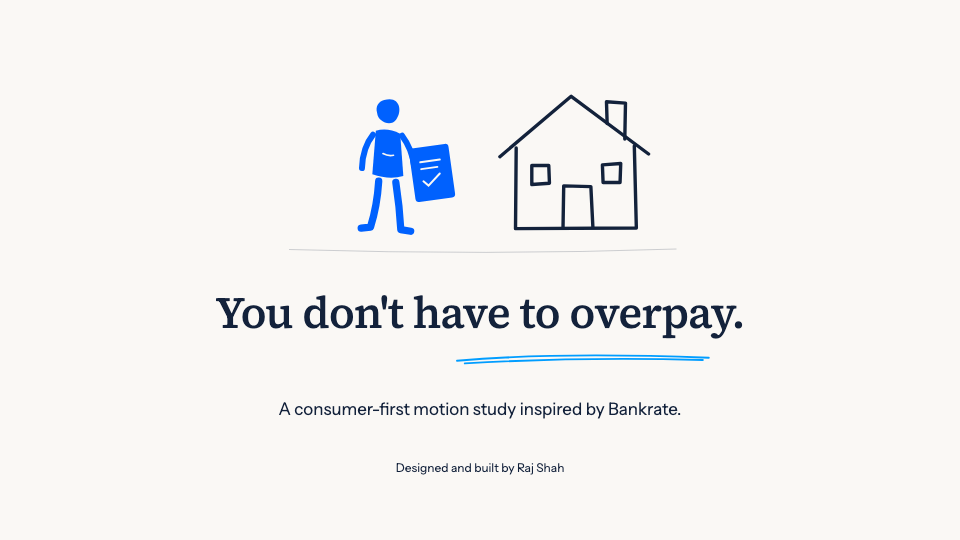 You don't have to overpay.
A consumer-first motion study inspired by Bankrate.
Designed and built by Raj Shah